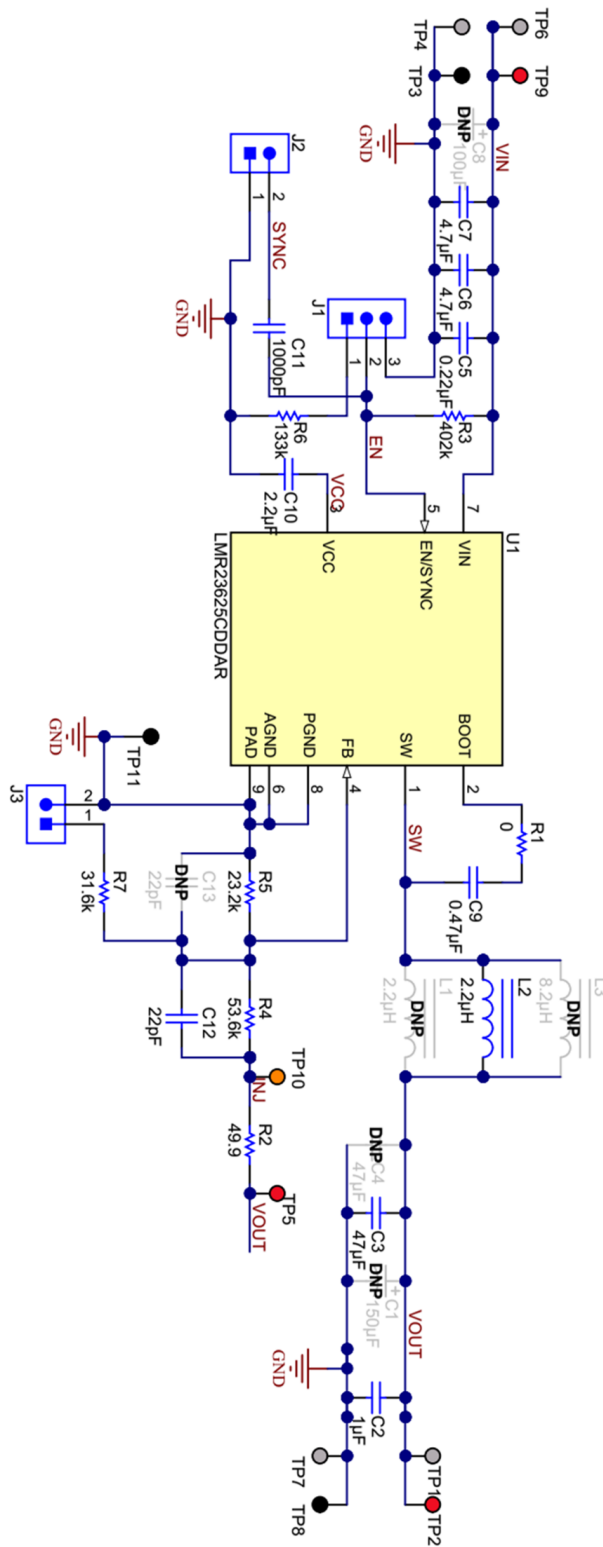 TP6
TP4
TP9
TP3
VIN
C8
100µF
DNP
GND
C7
4.7µF
C6
4.7µF
C5
0.22µF
J2
1
2
SYNC
GND
C11
1000pF
J1
1
2
3
R3
402k
R6
133k
EN
C10
2.2µF
VCC
3
5
7
U1
VIN
EN/SYNC
VCC
LMR23625CDDAR
BOOT
SW
FB
PGND
AGND
PAD
2
1
4
8
6
9
R1
0
C9
0.47µF
SW
L3
8.2µH
DNP
L2
2.2µH
L1
2.2µH
DNP
TP11
GND
J3
2
1
R7
31.6k
C13
22pF
DNP
R5
23.2k
R4
53.6k
C12
22pF
TP10
INJ
R2
49.9
TP5
VOUT
C4
47µF
DNP
C3
47µF
C1
150µF
DNP
VOUT
GND
C2
1µF
TP1
TP2
TP7
TP8